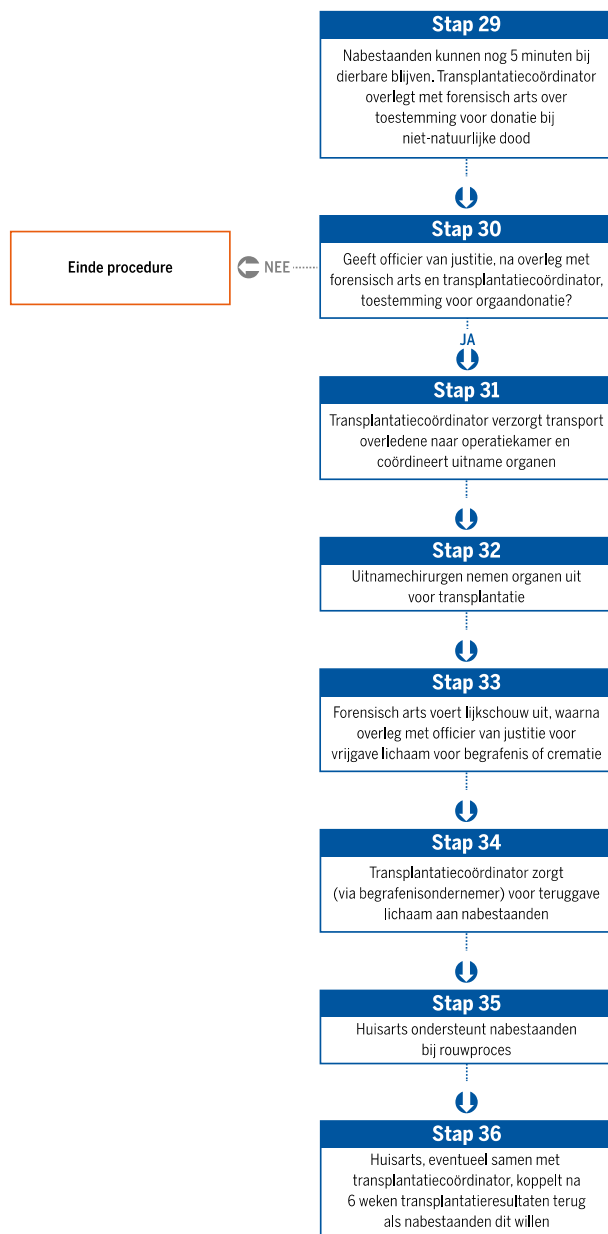 Stap 29
Nabestaanden kunnen nog 5 minuten bij
dierbare blijven. Transplantatiecoördinator
overlegt met forensisch arts over
toestemming voor donatie bij
niet-natuurlijke dood
Stap 30
Geeft officier van justitie, na overleg met
forensisch arts en transplantatiecoördinator,
toestemming voor orgaandonatie?
NEE
Einde procedure
JA
Stap 31
Transplantatiecoördinator verzorgt transport
overledene naar operatiekamer en
coördineert uitname organen
Stap 32
Uitnamechirurgen nemen organen uit
voor transplantatie
Stap 33
Forensisch arts voert lijkschouw uit, waarna
overleg met officier van justitie voor
vrijgave lichaam voor begrafenis of crematie
Stap 34
Transplantatiecoördinator zorgt
(via begrafenisondernemer) voor teruggave
lichaam aan nabestaanden
Stap 35
Huisarts ondersteunt nabestaanden
bij rouwproces
Stap 36
Huisarts, eventueel samen met
transplantatiecoördinator, koppelt na
6 weken transplantatieresultaten terug
als nabestaanden dit willen